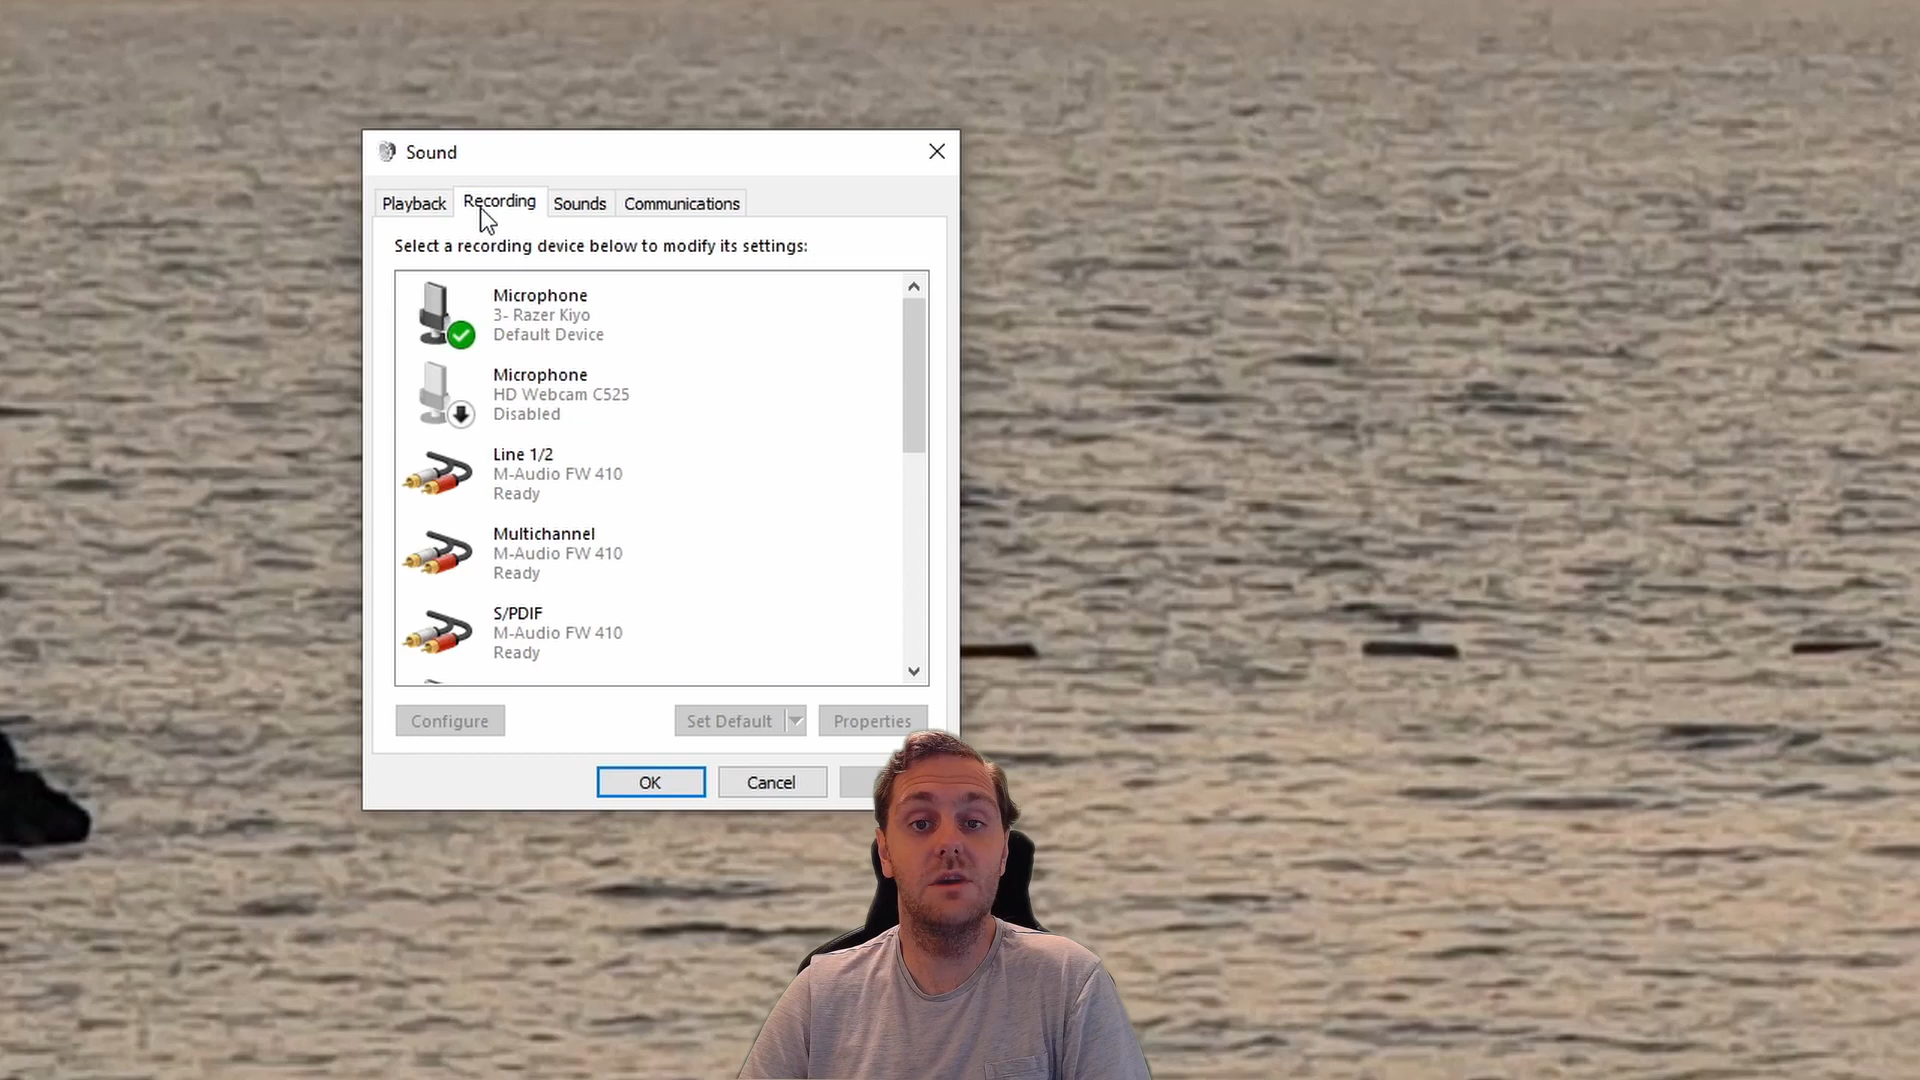 Sound
Playback
Recording
Sounds
Communications
Select a recording device below to modify its settings:
Microphone
3- Razer Kiyo
Default Device
Microphone
HD Webcam C525
Disabled
Line 1/2
M-Audio FW 410
Ready
Multichannel
M-Audio FW 410
Ready
S/PDIF
M-Audio FW 410
Ready
Configure
Set Default
Properties
OK
Cancel